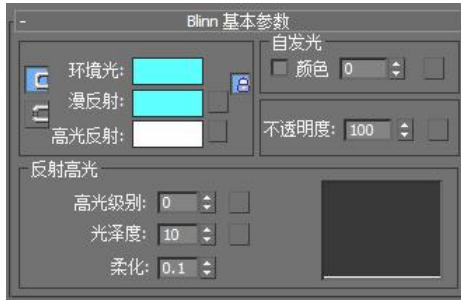 - Blinn 基本参数
环境光:
漫反射:
高光反射:
自发光
颜色 0
不透明度: 100
反射高光
高光级别: 0
光泽度: 10
柔化: 0.1